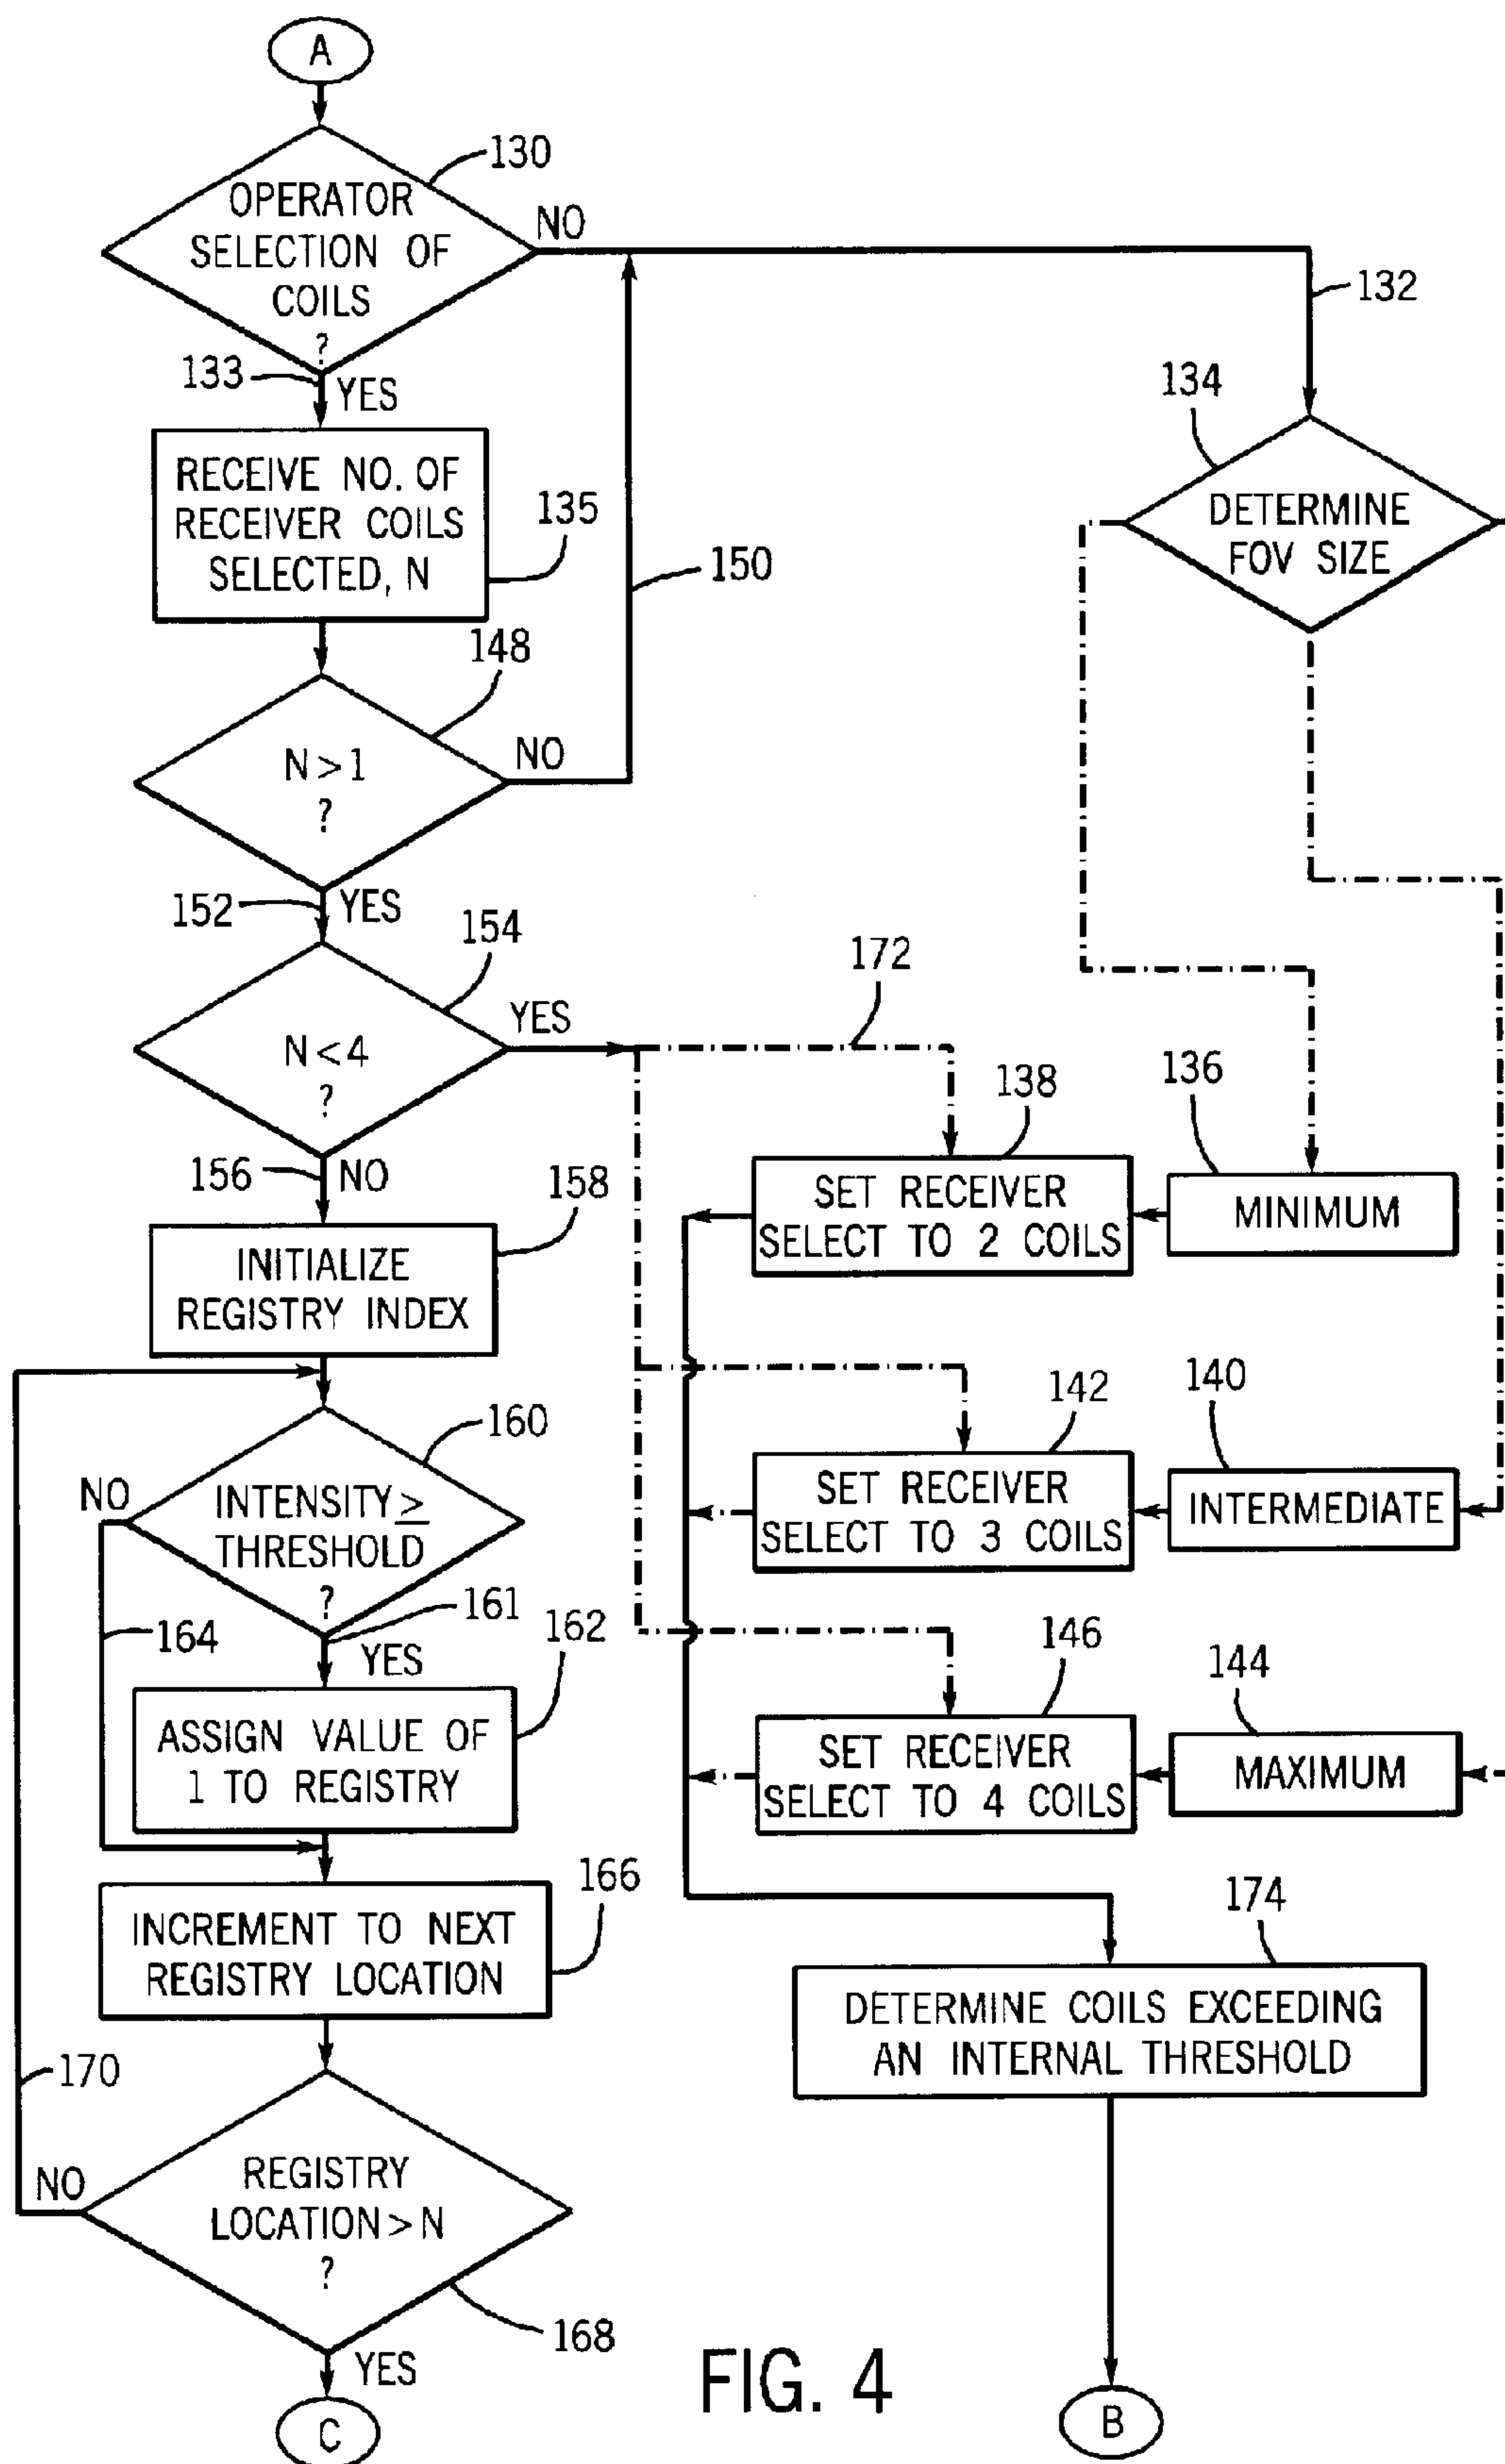 A
130
OPERATOR
SELECTION OF
COILS
?
NO
132
133
YES
134
DETERMINE
FOV SIZE
RECEIVE NO. OF
RECEIVER COILS
SELECTED, N
135
150
148
N > 1
?
NO
152
YES
154
N < 4
?
YES
172
156
NO
158
138
SET RECEIVER
SELECT TO 2 COILS
136
MINIMUM
INITIALIZE
REGISTRY INDEX
160
NO
INTENSITY ≥
THRESHOLD
?
142
SET RECEIVER
SELECT TO 3 COILS
140
INTERMEDIATE
161
164
YES
162
146
SET RECEIVER
SELECT TO 4 COILS
144
MAXIMUM
ASSIGN VALUE OF
1 TO REGISTRY
166
INCREMENT TO NEXT
REGISTRY LOCATION
174
DETERMINE COILS EXCEEDING
AN INTERNAL THRESHOLD
170
NO
REGISTRY
LOCATION > N
?
168
YES
C
FIG. 4
B